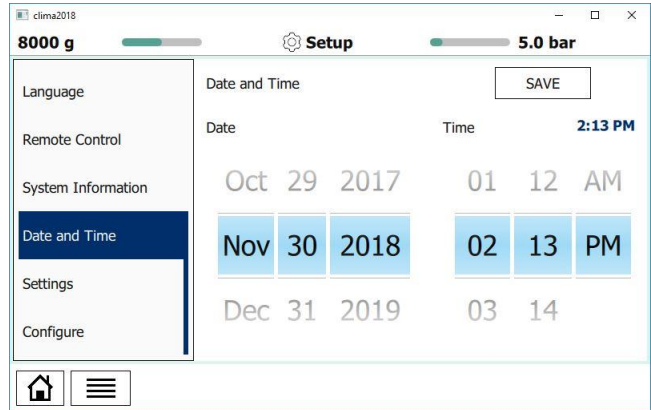 clima2018
8000 g Setup 5.0 bar
Language
Remote Control
System Information
Date and Time
Settings
Configure
Date and Time SAVE
Date Time 2:13 PM
Oct 29 2017 01 12 AM
Nov 30 2018 02 13 PM
Dec 31 2019 03 14